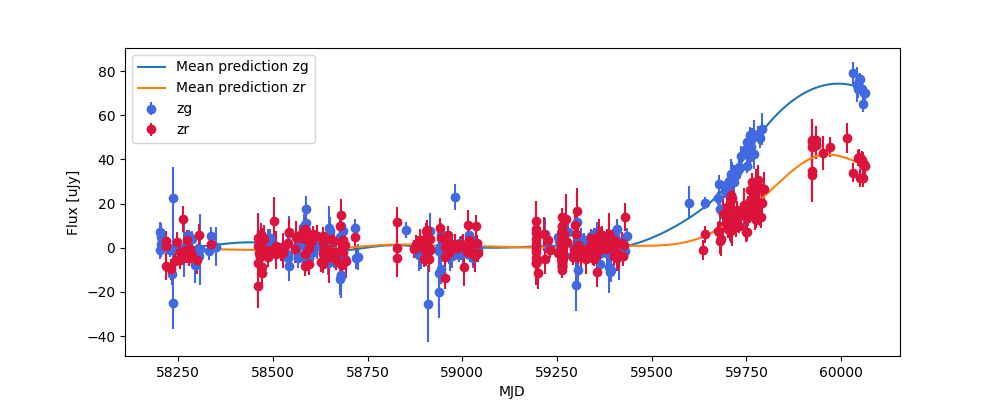 Mean prediction zg
Mean prediction zr
zg
zr
80
60
40
20
0
−20
−40
Flux [uJy]
58250
58500
58750
59000
59250
59500
59750
60000
MJD